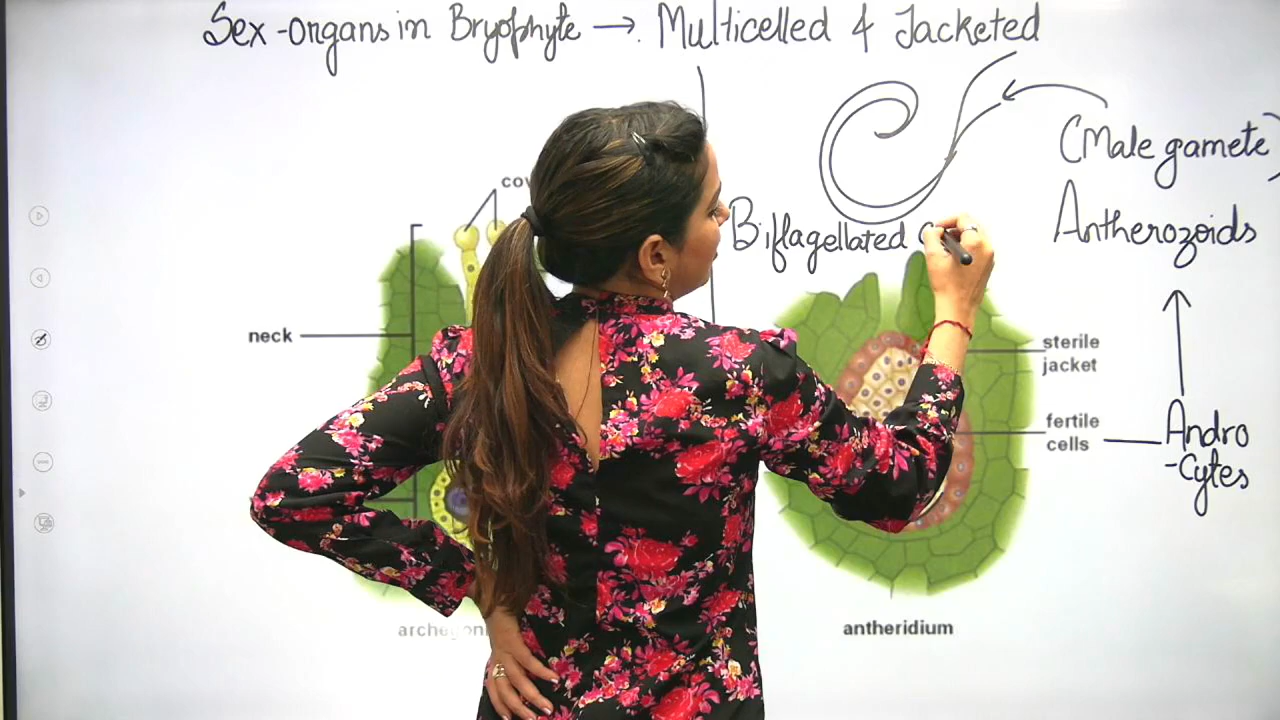 Sex-organs in Bryophyte → Multicelled & Jacketed
(Male gamete)
Antherozoids
Biflagellated
neck
sterile
jacket
fertile
cells
Andro
-Cytes
antheridium